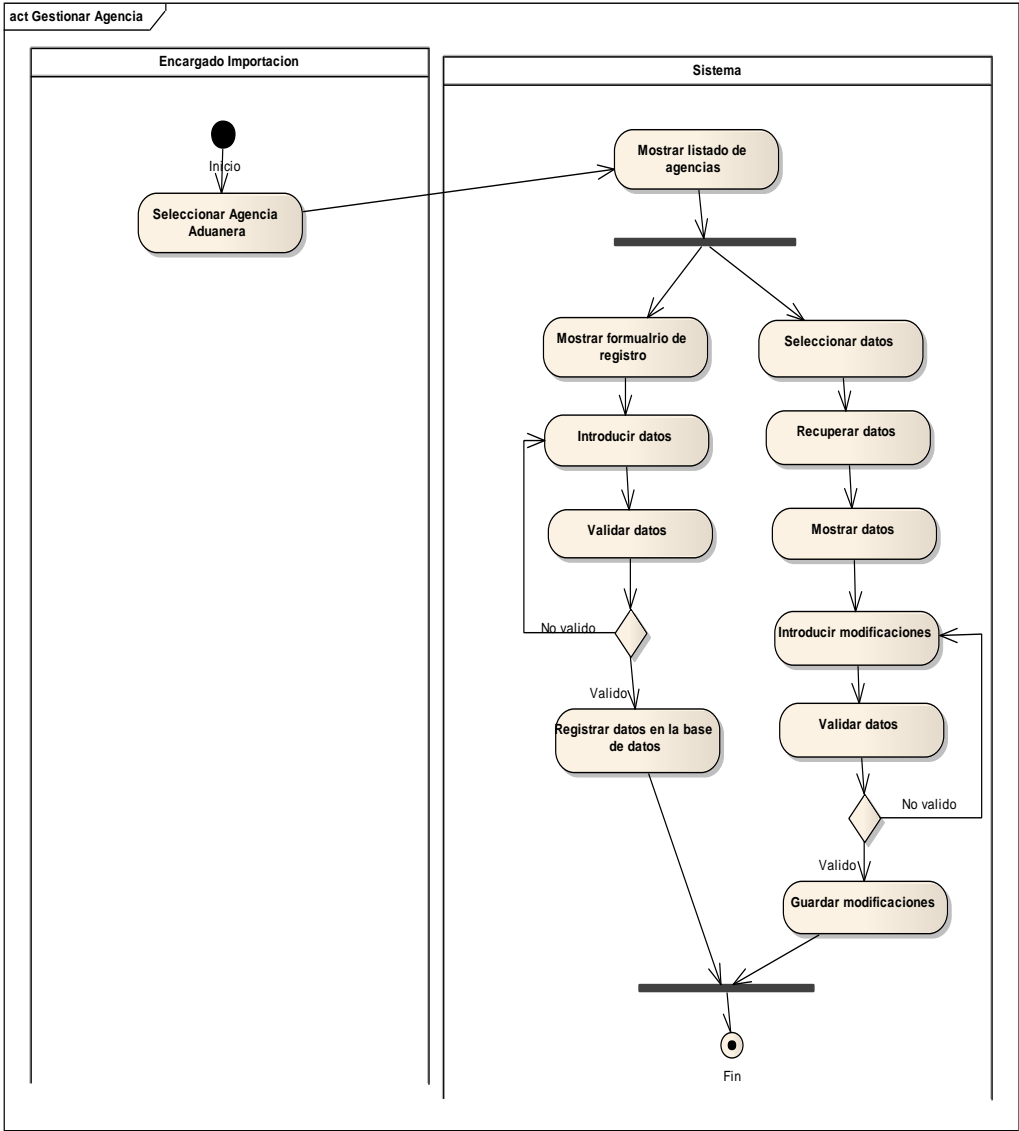 act Gestionar Agencia
Encargado Importacion
Sistema
Inicio
Seleccionar Agencia
Aduanera
Mostrar listado de
agencias
Mostrar formualrio de
registro
Seleccionar datos
Introducir datos
Recuperar datos
Validar datos
Mostrar datos
No valido
Introducir modificaciones
Valido
Registrar datos en la base
de datos
Validar datos
No valido
Valido
Guardar modificaciones
Fin